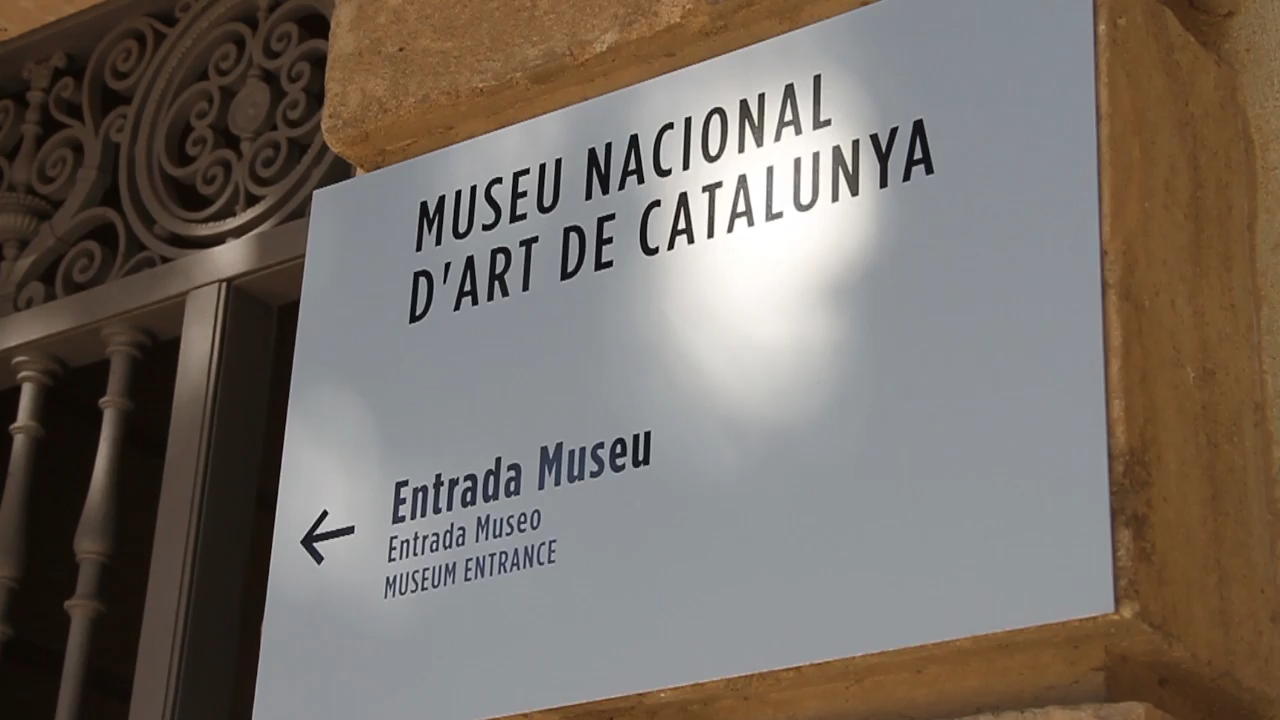 MUSEU NACIONAL
D'ART DE CATALUNYA
Entrada Museu
Entrada Museo
MUSEUM ENTRANCE